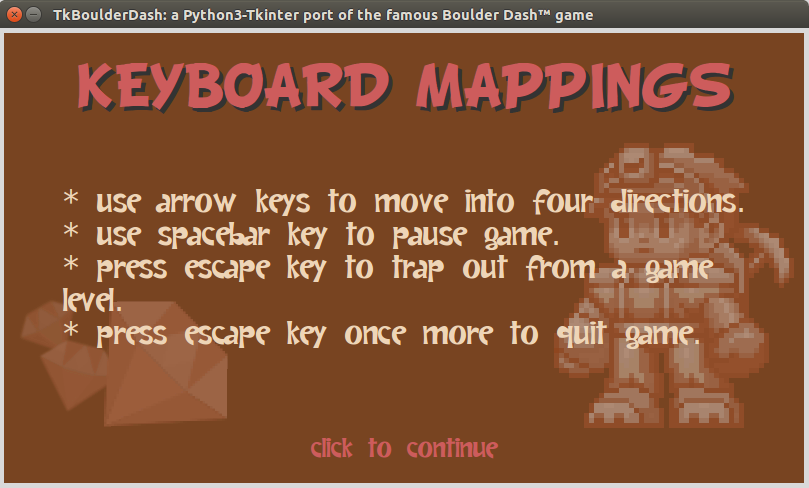 TkBoulderDash: a Python3-Tkinter port of the famous Boulder Dash™ game
KEYBOARD MAPPINGS
* use arrow keys to move into four directions.
* use spacebar key to pause game.
* press escape key to trap out from a game
level.
* press escape key once more to quit game.
click to continue